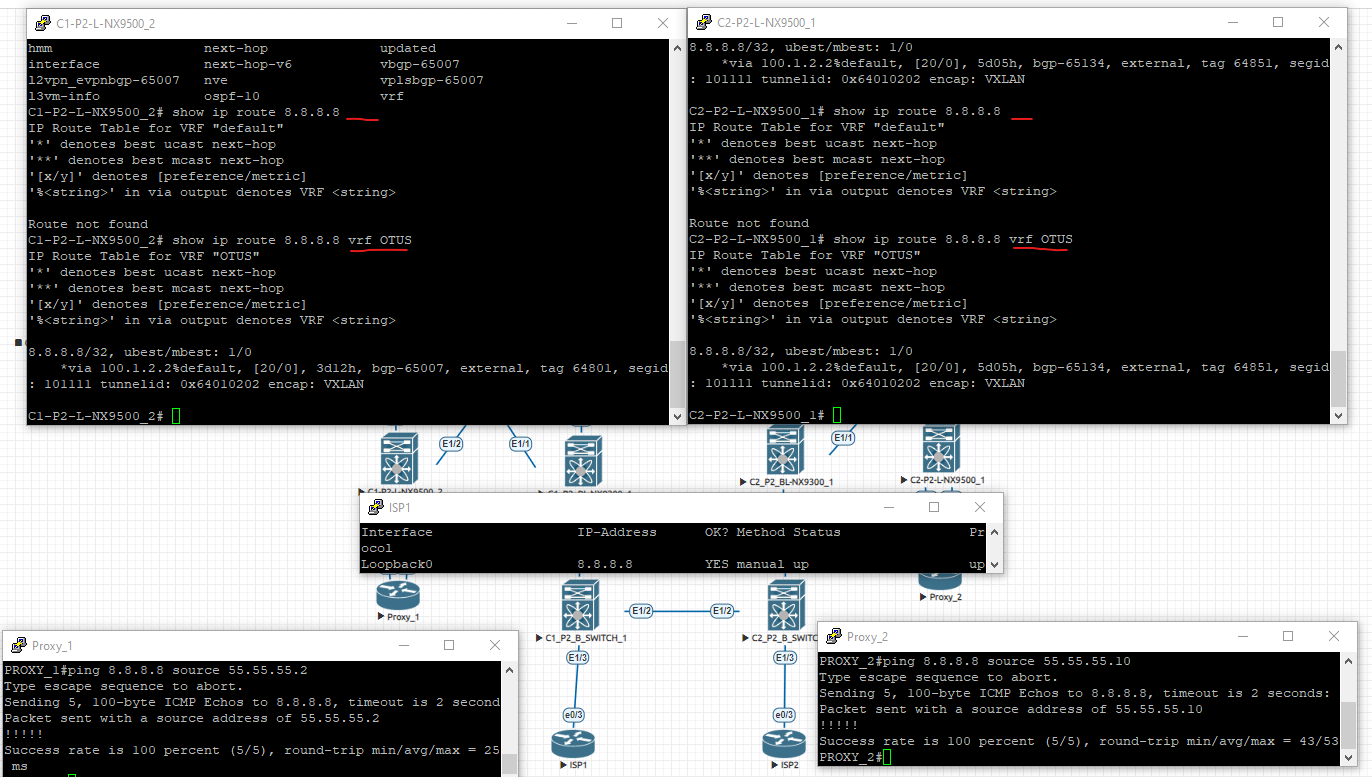 C1-P2-L-NX9500_2
hmm next-hop updated
interface next-hop-v6 vbgp-65007
l2vpn_evpnbgp-65007 nve vplsbgp-65007
l3vm-info ospf-10 vrf
C1-P2-L-NX9500_2# show ip route 8.8.8.8
IP Route Table for VRF "default"
'*' denotes best ucast next-hop
'**' denotes best mcast next-hop
'[x/y]' denotes [preference/metric]
'%<string>' in via output denotes VRF <string>
Route not found
C1-P2-L-NX9500_2# show ip route 8.8.8.8 vrf OTUS
IP Route Table for VRF "OTUS"
'*' denotes best ucast next-hop
'**' denotes best mcast next-hop
'[x/y]' denotes [preference/metric]
'%<string>' in via output denotes VRF <string>
8.8.8.8/32, ubest/mbest: 1/0
*via 100.1.2.2%default, [20/0], 3d12h, bgp-65007, external, tag 64801, segid
: 101111 tunnelid: 0x64010202 encap: VXLAN
C1-P2-L-NX9500_2#
C2-P2-L-NX9500_1
8.8.8.8/32, ubest/mbest: 1/0
*via 100.1.2.2%default, [20/0], 5d05h, bgp-65134, external, tag 64851, segid
: 101111 tunnelid: 0x64010202 encap: VXLAN
C2-P2-L-NX9500_1# show ip route 8.8.8.8
IP Route Table for VRF "default"
'*' denotes best ucast next-hop
'**' denotes best mcast next-hop
'[x/y]' denotes [preference/metric]
'%<string>' in via output denotes VRF <string>
Route not found
C2-P2-L-NX9500_1# show ip route 8.8.8.8 vrf OTUS
IP Route Table for VRF "OTUS"
'*' denotes best ucast next-hop
'**' denotes best mcast next-hop
'[x/y]' denotes [preference/metric]
'%<string>' in via output denotes VRF <string>
8.8.8.8/32, ubest/mbest: 1/0
*via 100.1.2.2%default, [20/0], 5d05h, bgp-65134, external, tag 64851, segid
: 101111 tunnelid: 0x64010202 encap: VXLAN
C2-P2-L-NX9500_1#
E1/2
E1/1
E1/1
C1-P2-L-NX9500_2
C2_P2_BL-NX9300_1
C2-P2-L-NX9500_1
ISP1
Interface IP-Address OK? Method Status Pr
ocol
Loopback0 8.8.8.8 YES manual up up
Proxy_1
Proxy_2
E1/2
E1/2
C1_P2_B_SWITCH_1
C2_P2_B_SWITC
E1/3
E1/3
e0/3
e0/3
ISP1
ISP2
Proxy_1
PROXY_1#ping 8.8.8.8 source 55.55.55.2
Type escape sequence to abort.
Sending 5, 100-byte ICMP Echos to 8.8.8.8, timeout is 2 second
Packet sent with a source address of 55.55.55.2
!!!!!
Success rate is 100 percent (5/5), round-trip min/avg/max = 25
ms
Proxy_2
PROXY_2#ping 8.8.8.8 source 55.55.55.10
Type escape sequence to abort.
Sending 5, 100-byte ICMP Echos to 8.8.8.8, timeout is 2 seconds:
Packet sent with a source address of 55.55.55.10
!!!!!
Success rate is 100 percent (5/5), round-trip min/avg/max = 43/53
PROXY_2#